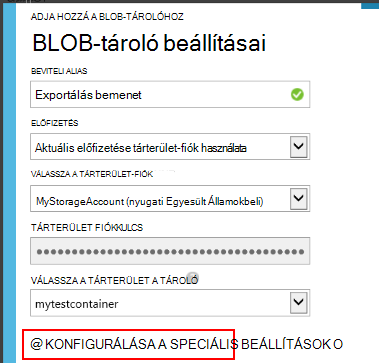 ADJA HOZZÁ A BLOB-TÁROLÓHOZ
BLOB-tároló beállításai
BEVITELI ALIAS
Exportálás bemenet
ELŐFIZETÉS
Aktuális előfizetése tárterület-fiók használata
VÁLASSZA A TÁRTERÜLET-FIÓK
MyStorageAccount (nyugati Egyesült Államokbeli)
TÁRTERÜLET FIÓKKULCS
VÁLASSZA A TÁRTERÜLET A TÁROLÓ
mytestcontainer
@ KONFIGURÁLÁSA A SPECIÁLIS BEÁLLÍTÁSOK O